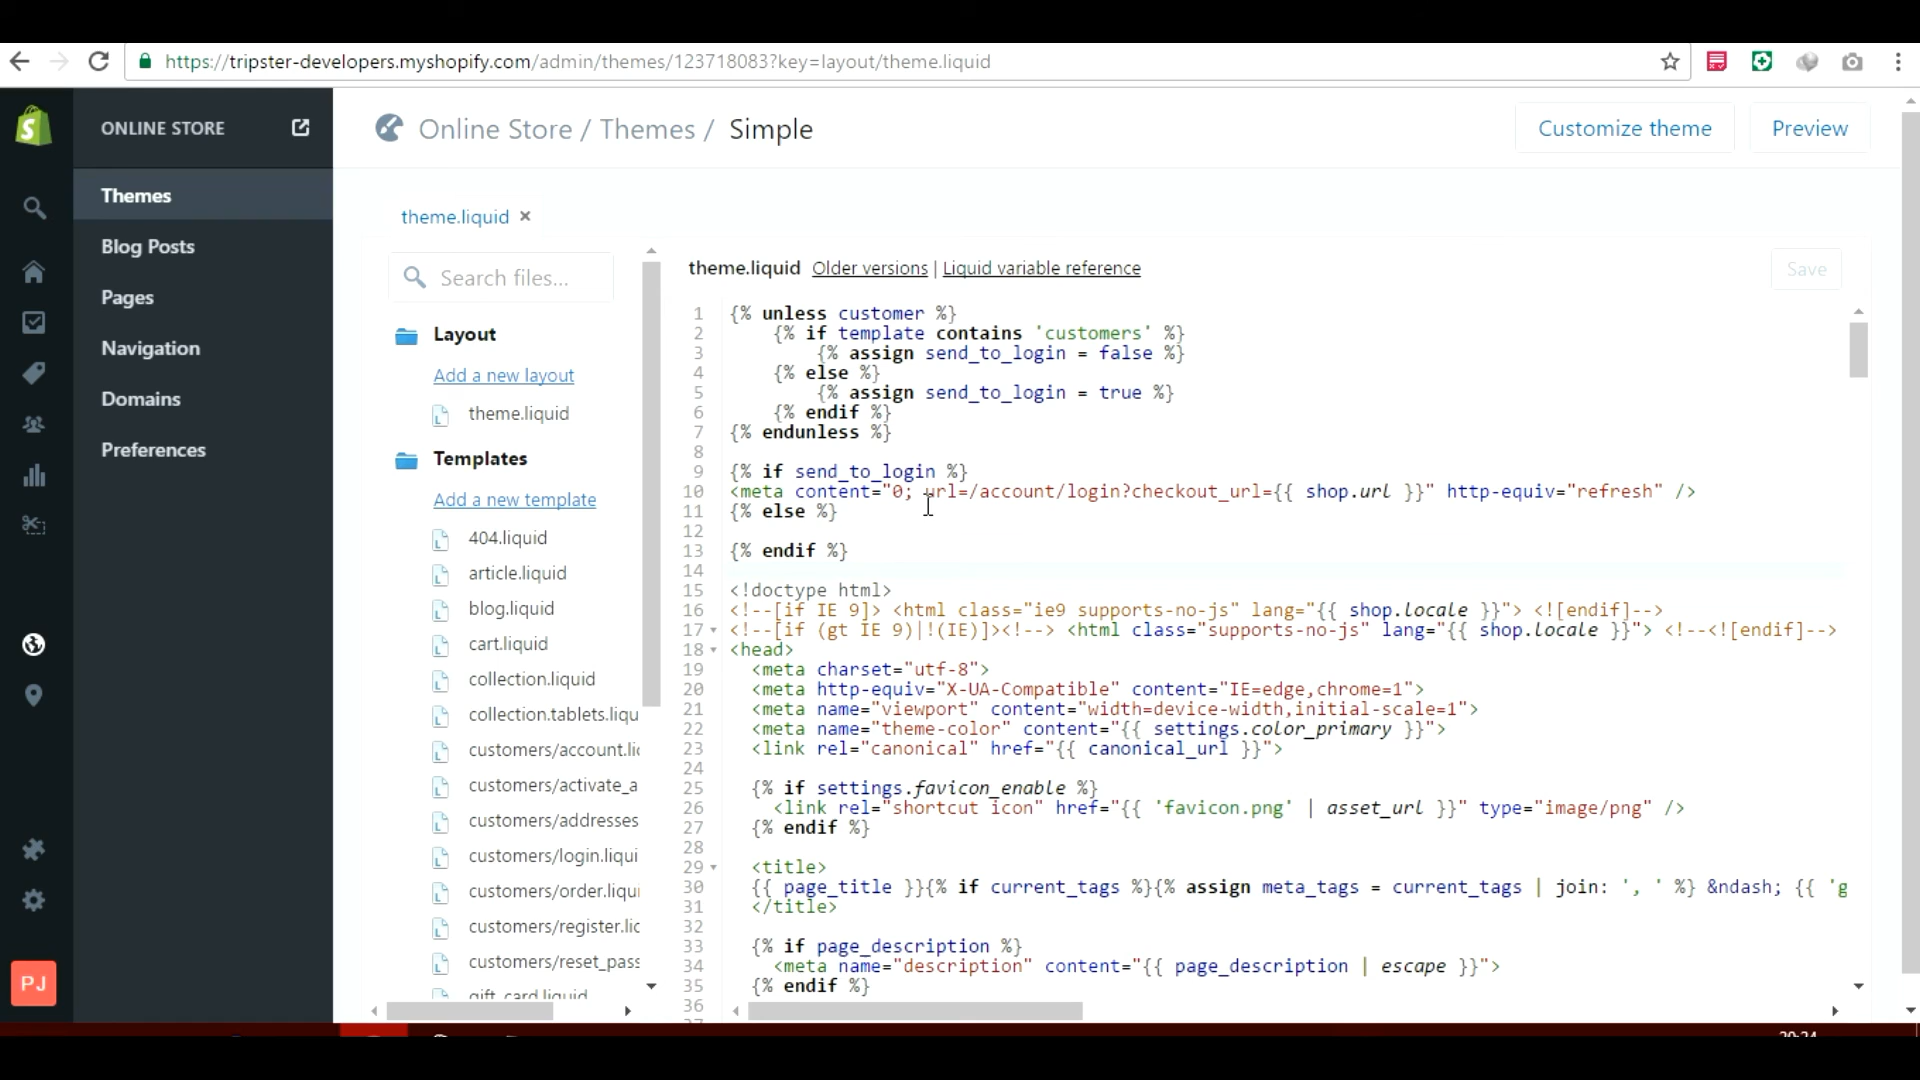 https://tripster-developers.myshopify.com/admin/themes/123718083?key=layout/theme.liquid
ONLINE STORE
Themes
Blog Posts
Pages
Navigation
Domains
Preferences
PJ
Online Store / Themes / Simple
Customize theme
Preview
theme.liquid ×
Search files...
Layout
Add a new layout
theme.liquid
Templates
Add a new template
404.liquid
article.liquid
blog.liquid
cart.liquid
collection.liquid
collection.tablets.liqu
customers/account.lic
customers/activate_a
customers/addresses
customers/login.liqui
customers/order.liqui
customers/register.lic
customers/reset_pass
gift_card.liquid
theme.liquid Older versions | Liquid variable reference
Save
1 {% unless customer %}
2 {% if template contains 'customers' %}
3 {% assign send_to_login = false %}
4 {% else %}
5 {% assign send_to_login = true %}
6 {% endif %}
7 {% endunless %}
8
9 {% if send_to_login %}
10 <meta content="0; url=/account/login?checkout_url={{ shop.url }}" http-equiv="refresh" />
11 {% else %}
12
13 {% endif %}
14
15 <!doctype html>
16 <!--[if IE 9]> <html class="ie9 supports-no-js" lang="{{ shop.locale }}"> <![endif]-->
17 <!--[if (gt IE 9)|!(IE)]><!--> <html class="supports-no-js" lang="{{ shop.locale }}"> <!--<![endif]-->
18 <head>
19 <meta charset="utf-8">
20 <meta http-equiv="X-UA-Compatible" content="IE=edge,chrome=1">
21 <meta name="viewport" content="width=device-width,initial-scale=1">
22 <meta name="theme-color" content="{{ settings.color_primary }}">
23 <link rel="canonical" href="{{ canonical_url }}">
24
25 {% if settings.favicon_enable %}
26 <link rel="shortcut icon" href="{{ 'favicon.png' | asset_url }}" type="image/png" />
27 {% endif %}
28
29 <title>
30 {{ page_title }}{% if current_tags %}{% assign meta_tags = current_tags | join: ', ' %} &ndash; {{ 'g
31 </title>
32
33 {% if page_description %}
34 <meta name="description" content="{{ page_description | escape }}">
35 {% endif %}
36